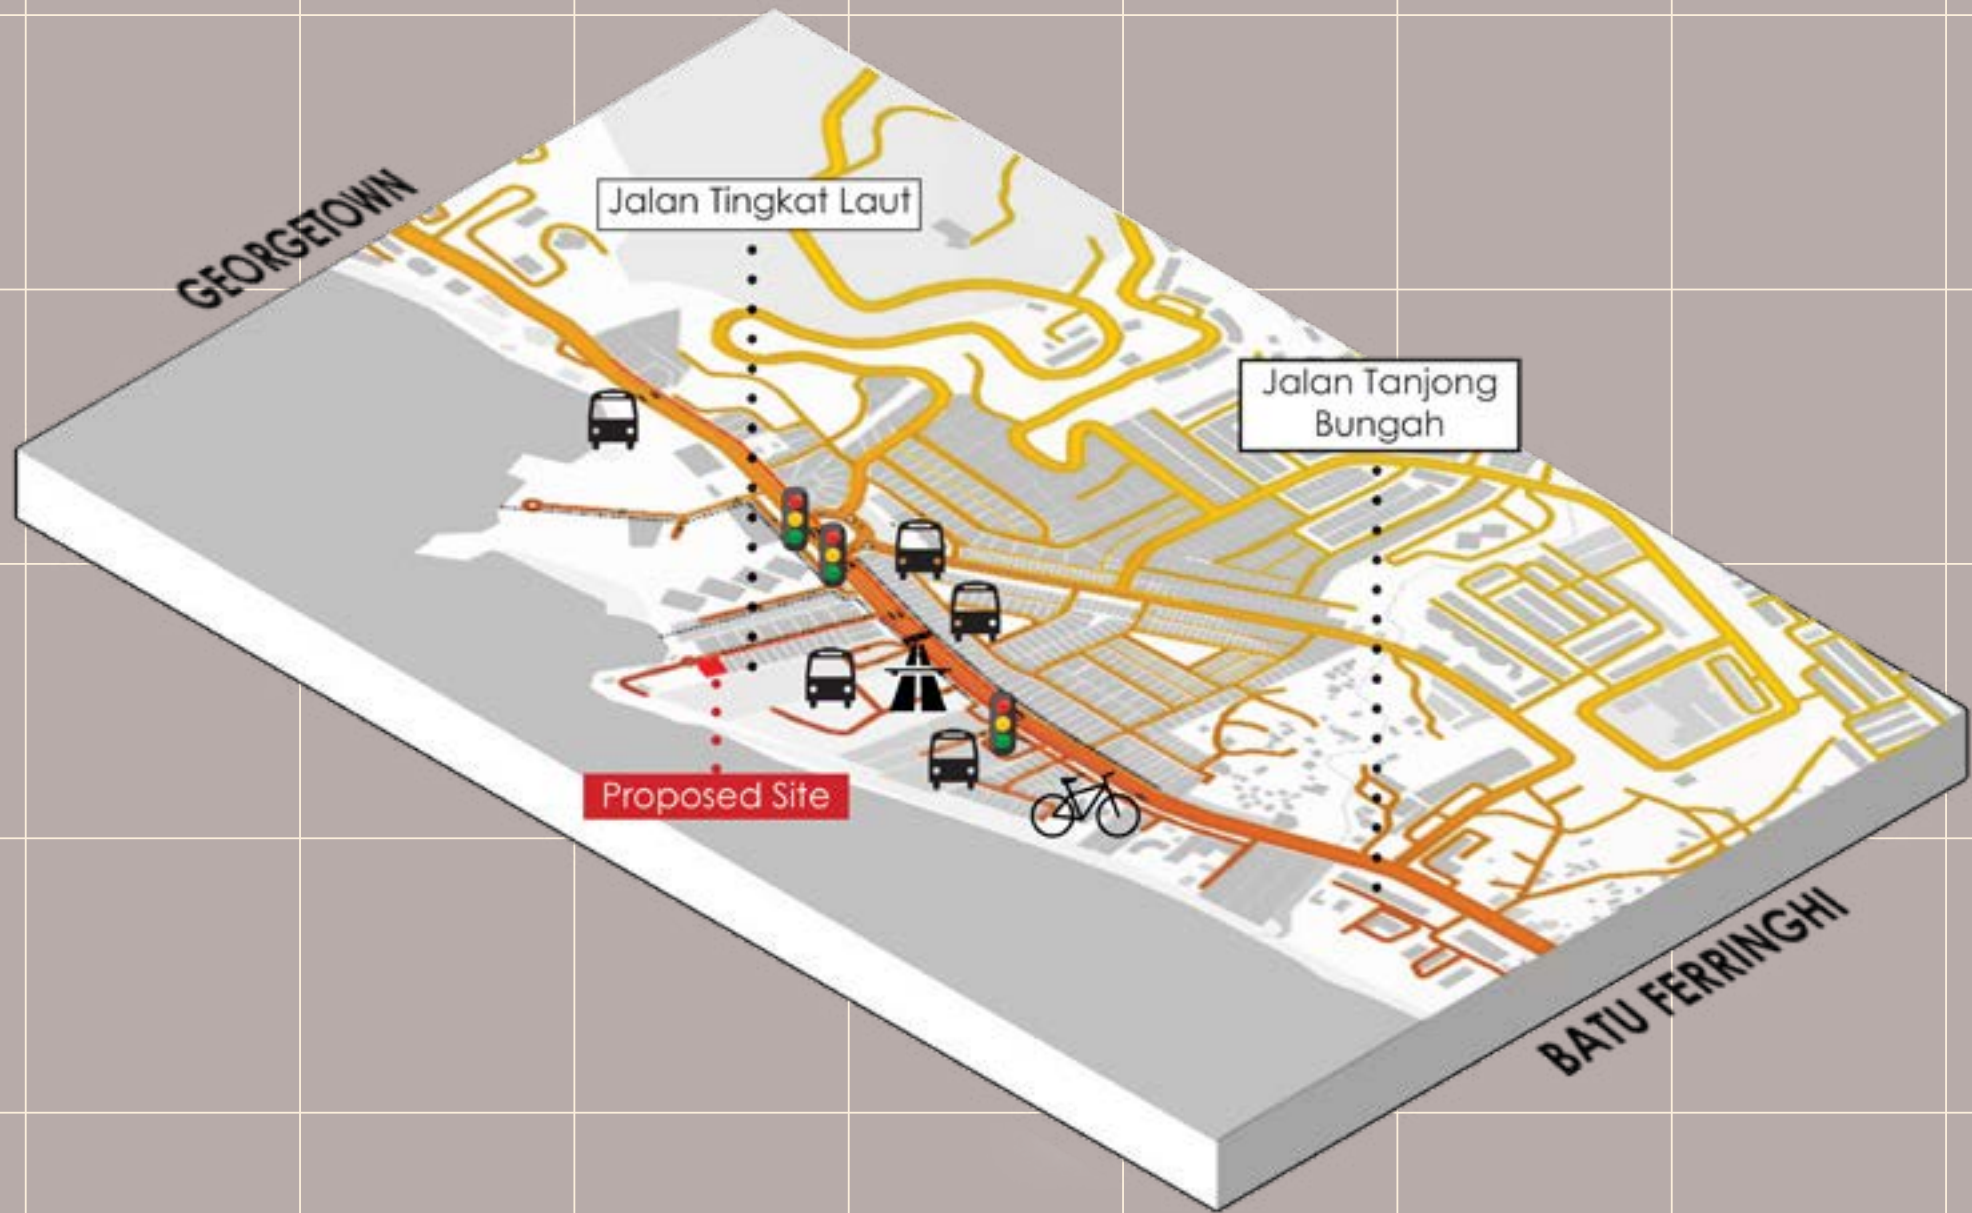 GEORGETOWN
Jalan Tingkat Laut
Jalan Tanjong
Bungah
Proposed Site
BATU FERRINGHI